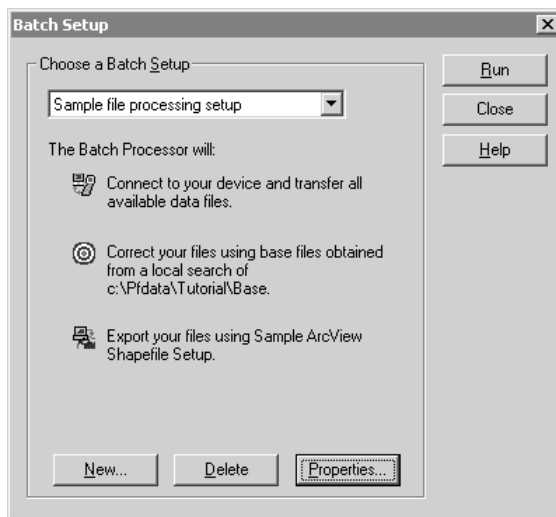 Batch Setup
Choose a Batch Setup
Run
Sample file processing setup
Close
The Batch Processor will:
Help
Connect to your device and transfer all
available data files.
Correct your files using base files obtained
from a local search of
c:\Pfdata\Tutorial\Base.
Export your files using Sample ArcView
Shapefile Setup.
New...
Delete
Properties...